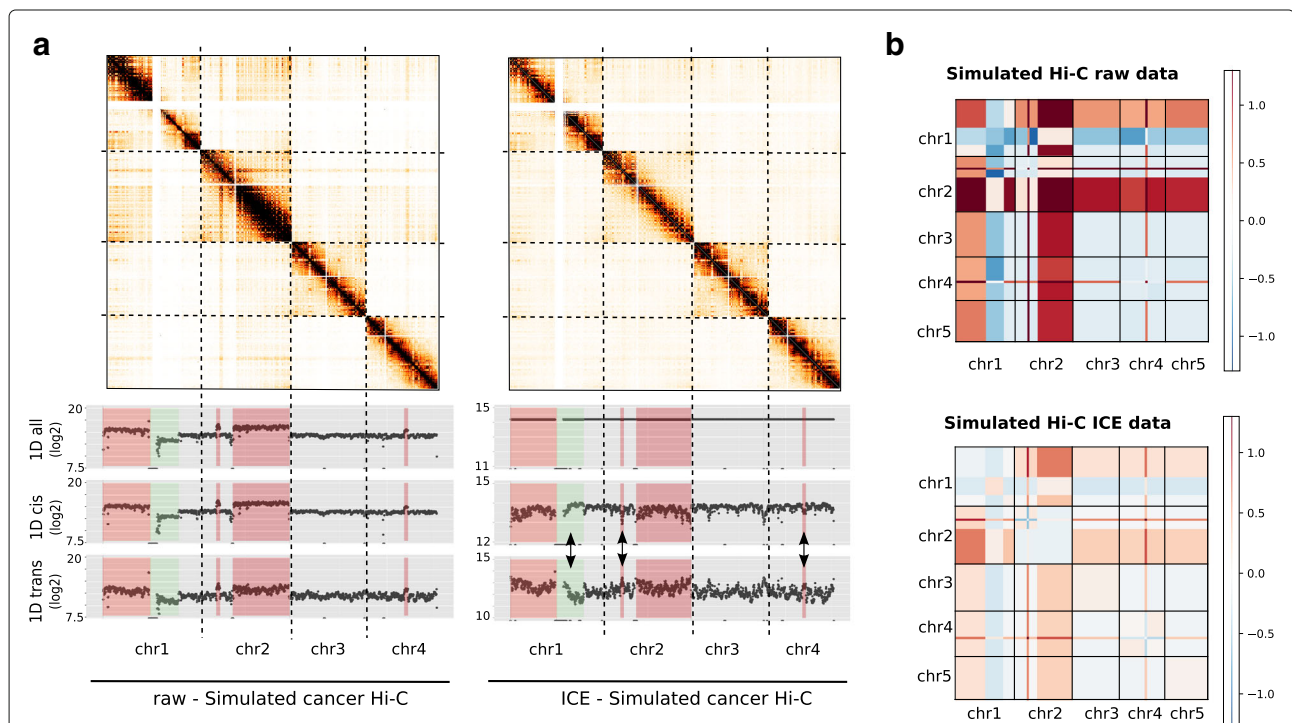 a
b
Simulated Hi-C raw data
chr1
chr2
chr3
chr4
chr5
chr1 chr2 chr3 chr4 chr5
1.0
0.5
0.0
−0.5
−1.0
1D all
(log2)
20
7.5
15
11
1D cis
(log2)
20
7.5
15
12
1D trans
(log2)
20
7.5
15
10
chr1 chr2 chr3 chr4
raw - Simulated cancer Hi-C
chr1 chr2 chr3 chr4
ICE - Simulated cancer Hi-C
Simulated Hi-C ICE data
chr1
chr2
chr3
chr4
chr5
chr1 chr2 chr3 chr4 chr5
1.0
0.5
0.0
−0.5
−1.0